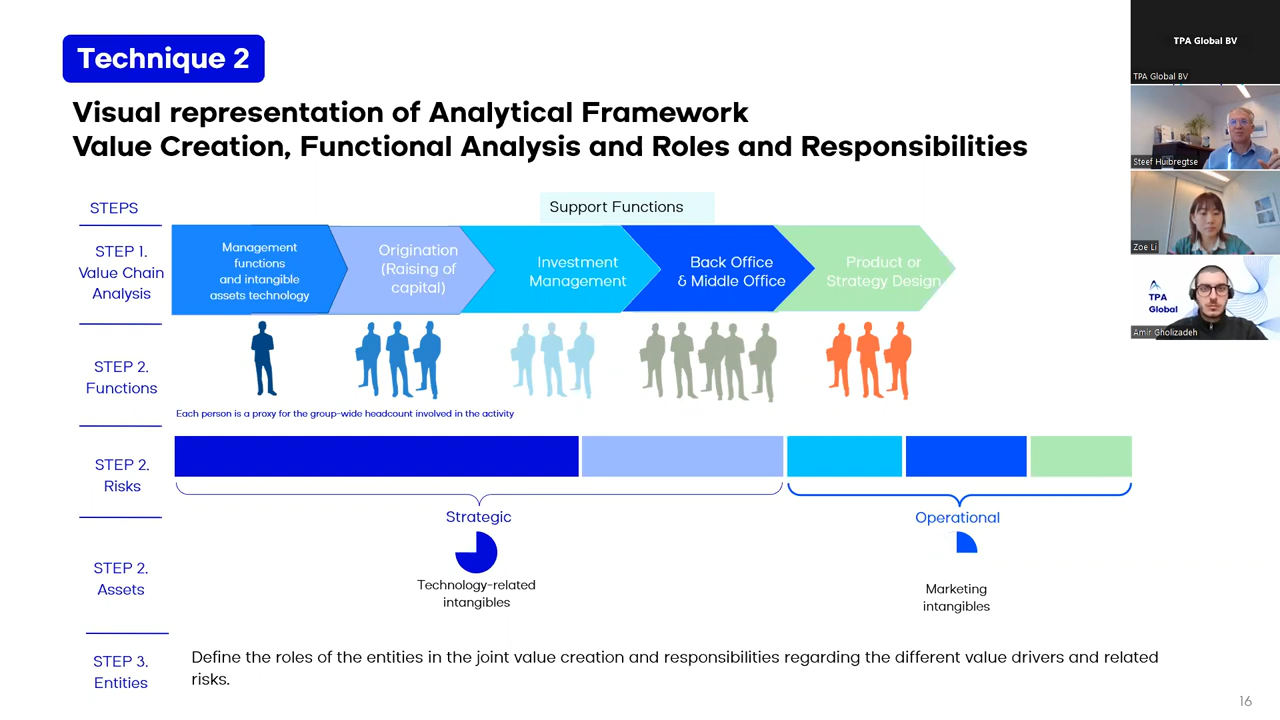 Technique 2
Visual representation of Analytical Framework
Value Creation, Functional Analysis and Roles and Responsibilities
STEPS
Support Functions
STEP 1.
Value Chain
Analysis
Management
functions
and intangible
assets technology
Origination
(Raising of
capital)
Investment
Management
Back Office
& Middle Office
Product or
Strategy Design
STEP 2.
Functions
Each person is a proxy for the group-wide headcount involved in the activity
STEP 2.
Risks
Strategic
Operational
STEP 2.
Assets
Technology-related
intangibles
Marketing
intangibles
STEP 3.
Entities
Define the roles of the entities in the joint value creation and responsibilities regarding the different value drivers and related
risks.
16
TPA Global BV
TPA Global BV
Steef Huibregtse
Zoe Li
TPA
Global
Amir Gholizadeh